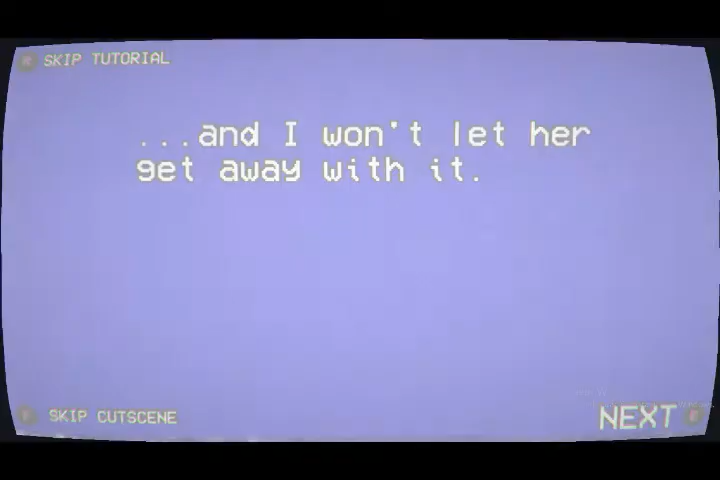 SKIP TUTORIAL
...and I won't let her
get away with it.
SKIP CUTSCENE
NEXT